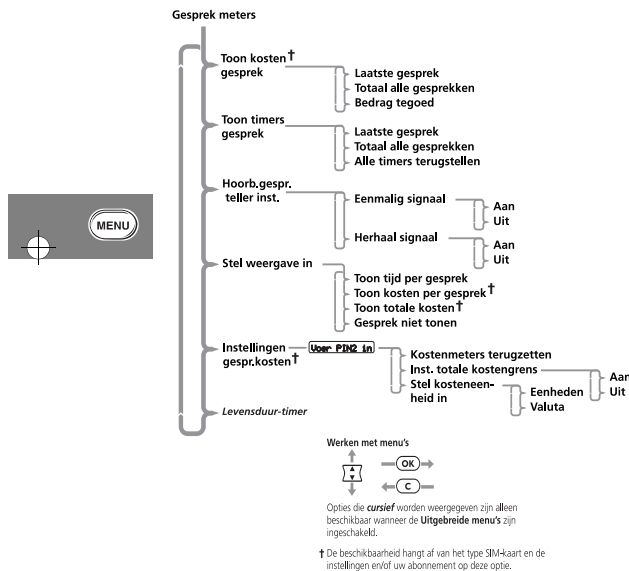 Gesprek meters
Toon kosten†
gesprek
Laatste gesprek
Totaal alle gesprekken
Bedrag tegoed
Toon timers
gesprek
Laatste gesprek
Totaal alle gesprekken
Alle timers terugstellen
Hoorb.gespr.
teller inst.
Eenmalig signaal
Aan
Uit
Herhaal signaal
Aan
Uit
MENU
Stel weergave in
Toon tijd per gesprek
Toon kosten per gesprek†
Toon totale kosten†
Gesprek niet tonen
Instellingen
gespr.kosten†
Voer PIN2 in
Kostenmeters terugzetten
Inst. totale kostengrens
Aan
Uit
Stel kosteneen-
heid in
Eenheden
Valuta
Levensduur-timer
Werken met menu's
OK
C
Opties die cursief worden weergegeven zijn alleen
beschikbaar wanneer de Uitgebreide menu's zijn
ingeschakeld.
† De beschikbaarheid hangt af van het type SIM-kaart en de
instellingen en/of uw abonnement op deze optie.